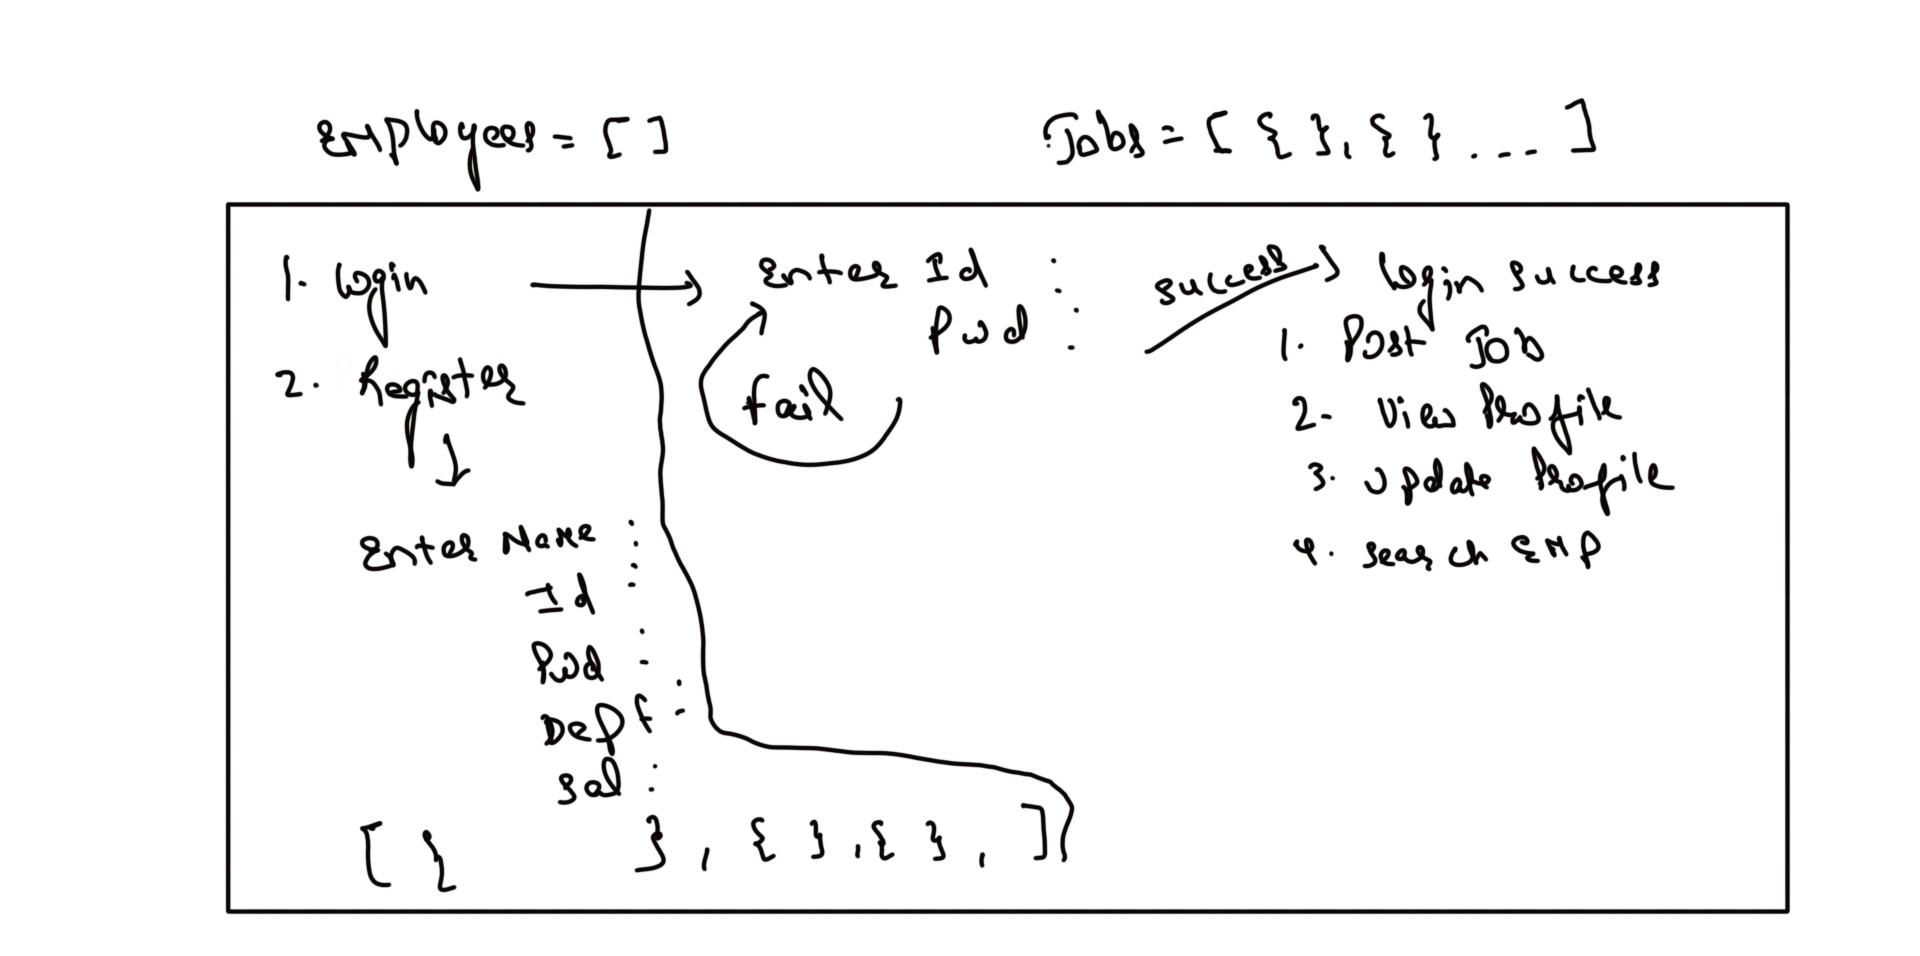 Employees = [ ]
Jobs = [ { }, { } ... ]
1. Login
2. Register
Enter Name :
Id :
Pwd :
Dept :
Sal :
[ { }, { }, { }, ]
Enter Id :
Pwd :
fail
success
Login success
1. Post Job
2- View Profile
3. Update Profile
4. Search EMP